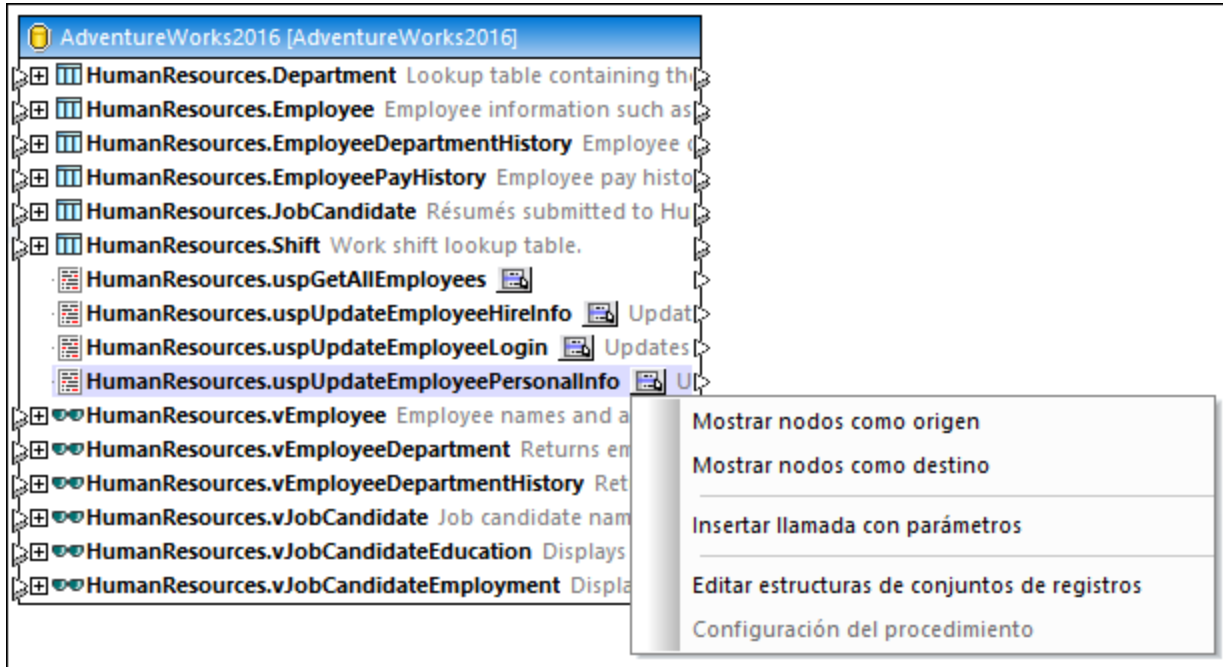 AdventureWorks2016 [AdventureWorks2016]
HumanResources.Department Lookup table containing the
HumanResources.Employee Employee information such as
HumanResources.EmployeeDepartmentHistory Employee
HumanResources.EmployeePayHistory Employee pay histo
HumanResources.JobCandidate Résumés submitted to Hu
HumanResources.Shift Work shift lookup table.
HumanResources.uspGetAllEmployees
HumanResources.uspUpdateEmployeeHireInfo Updat
HumanResources.uspUpdateEmployeeLogin Updates
HumanResources.uspUpdateEmployeePersonalInfo U
HumanResources.vEmployee Employee names and a
HumanResources.vEmployeeDepartment Returns em
HumanResources.vEmployeeDepartmentHistory Ret
HumanResources.vJobCandidate Job candidate nam
HumanResources.vJobCandidateEducation Displays
HumanResources.vJobCandidateEmployment Displa
Mostrar nodos como origen
Mostrar nodos como destino
Insertar llamada con parámetros
Editar estructuras de conjuntos de registros
Configuración del procedimiento